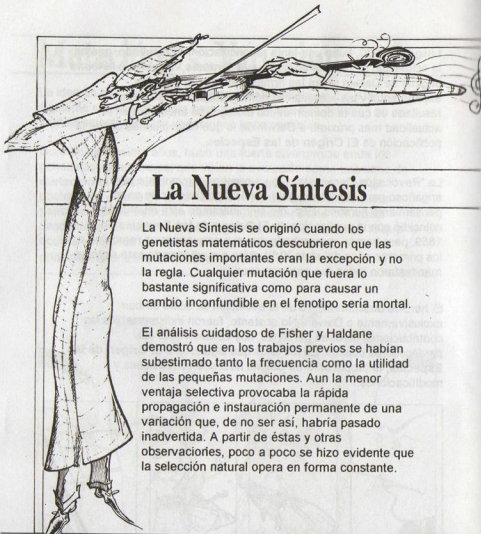 La Nueva Síntesis
La Nueva Síntesis se originó cuando los
genetistas matemáticos descubrieron que las
mutaciones importantes eran la excepción y no
la regla. Cualquier mutación que fuera lo
bastante significativa como para causar un
cambio inconfundible en el fenotipo sería mortal.
El análisis cuidadoso de Fisher y Haldane
demostró que en los trabajos previos se habían
subestimado tanto la frecuencia como la utilidad
de las pequeñas mutaciones. Aun la menor
ventaja selectiva provocaba la rápida
propagación e instauración permanente de una
variación que, de no ser así, habría pasado
inadvertida. A partir de éstas y otras
observaciones, poco a poco se hizo evidente que
la selección natural opera en forma constante.